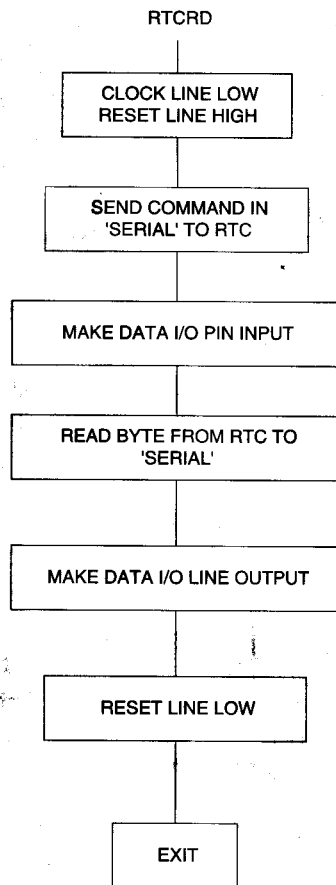 RTCRD
CLOCK LINE LOW
RESET LINE HIGH
SEND COMMAND IN
'SERIAL' TO RTC
MAKE DATA I/O PIN INPUT
READ BYTE FROM RTC TO
'SERIAL'
MAKE DATA I/O LINE OUTPUT
RESET LINE LOW
EXIT